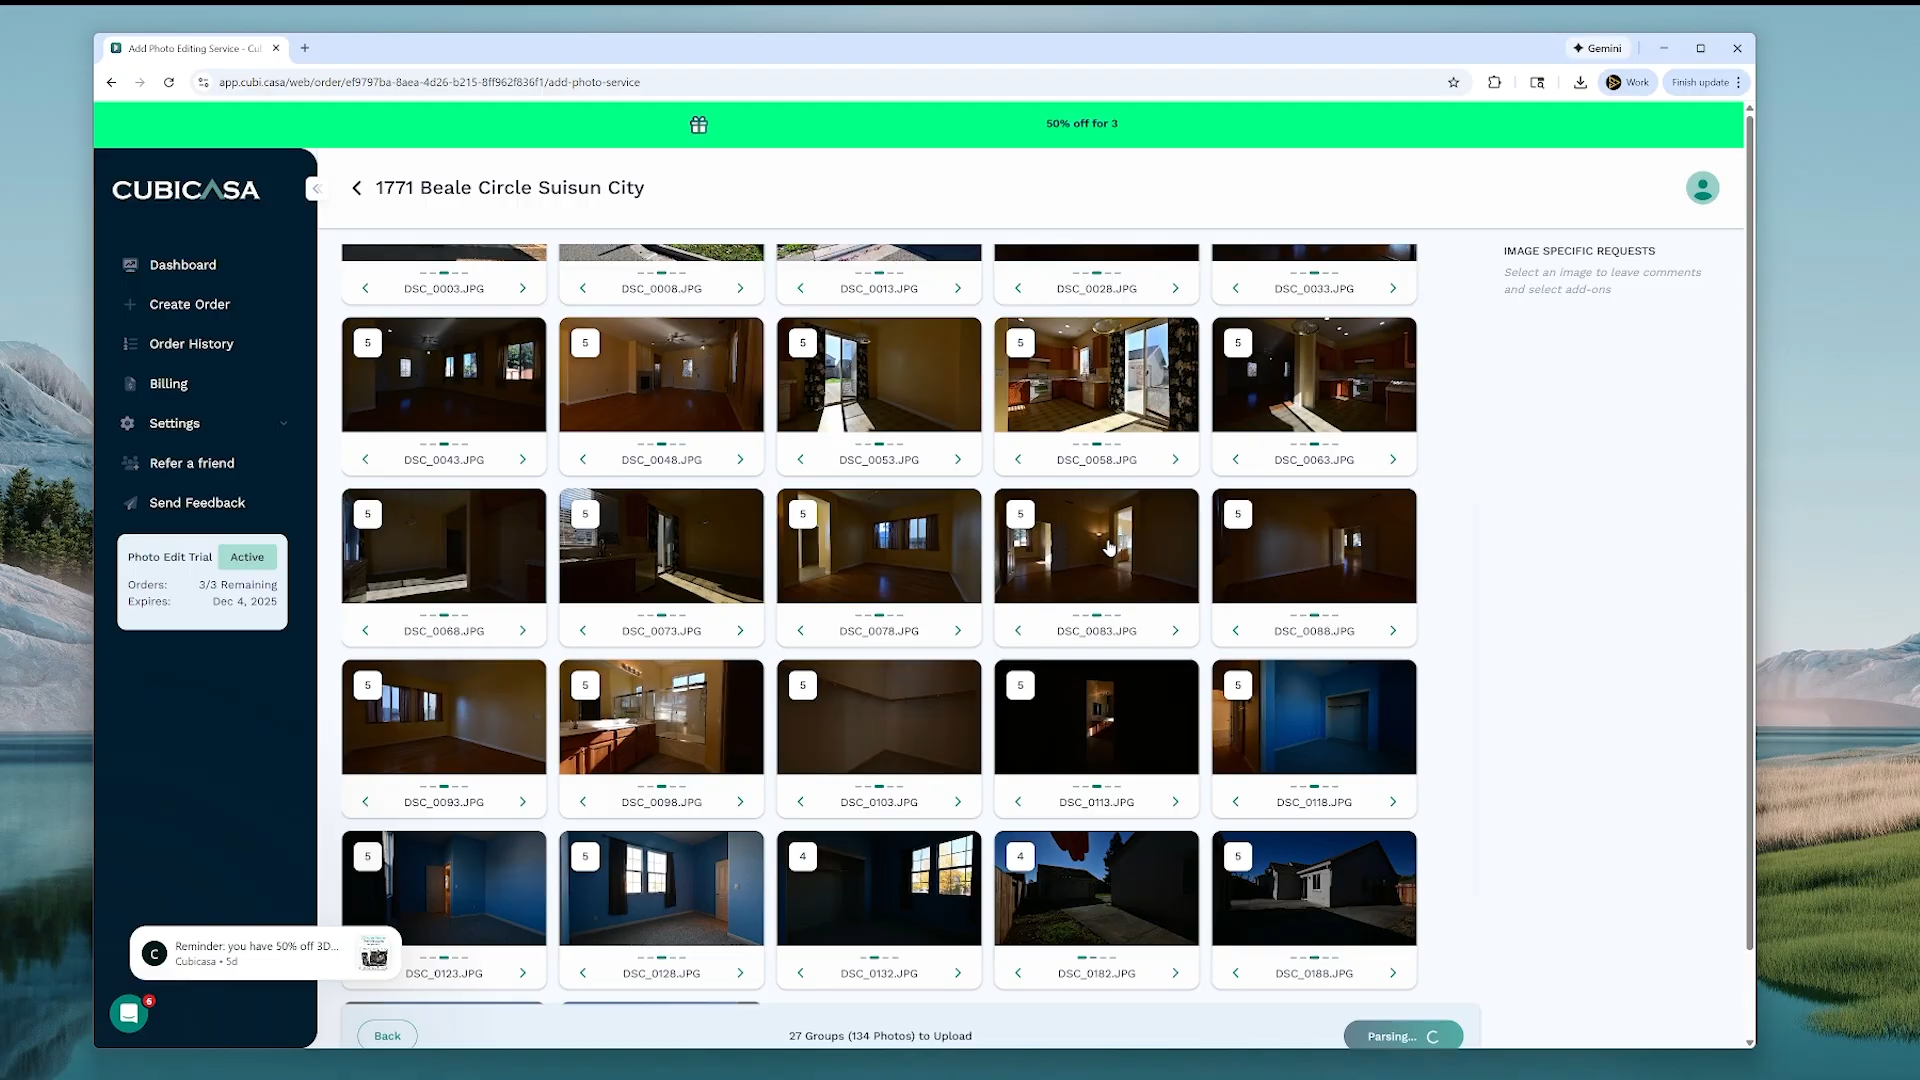 Add Photo Editing Service - Cul
Gemini
app.cubi.casa/web/order/ef9797ba-8aea-4d26-b215-8ff962f836f1/add-photo-service
Work
Finish update
50% off for 3
CUBICASA
1771 Beale Circle Suisun City
Dashboard
Create Order
Order History
Billing
Settings
Refer a friend
Send Feedback
Photo Edit Trial
Active
Orders: 3/3 Remaining
Expires: Dec 4, 2025
IMAGE SPECIFIC REQUESTS
Select an image to leave comments
and select add-ons
DSC_0003.JPG
DSC_0008.JPG
DSC_0013.JPG
DSC_0028.JPG
DSC_0033.JPG
5
5
5
5
5
DSC_0043.JPG
DSC_0048.JPG
DSC_0053.JPG
DSC_0058.JPG
DSC_0063.JPG
5
5
5
5
5
DSC_0068.JPG
DSC_0073.JPG
DSC_0078.JPG
DSC_0083.JPG
DSC_0088.JPG
5
5
5
5
5
DSC_0093.JPG
DSC_0098.JPG
DSC_0103.JPG
DSC_0113.JPG
DSC_0118.JPG
5
5
4
4
5
DSC_0123.JPG
DSC_0128.JPG
DSC_0132.JPG
DSC_0182.JPG
DSC_0188.JPG
C
Reminder: you have 50% off 3D...
Cubicasa • 5d
6
Back
27 Groups (134 Photos) to Upload
Parsing...